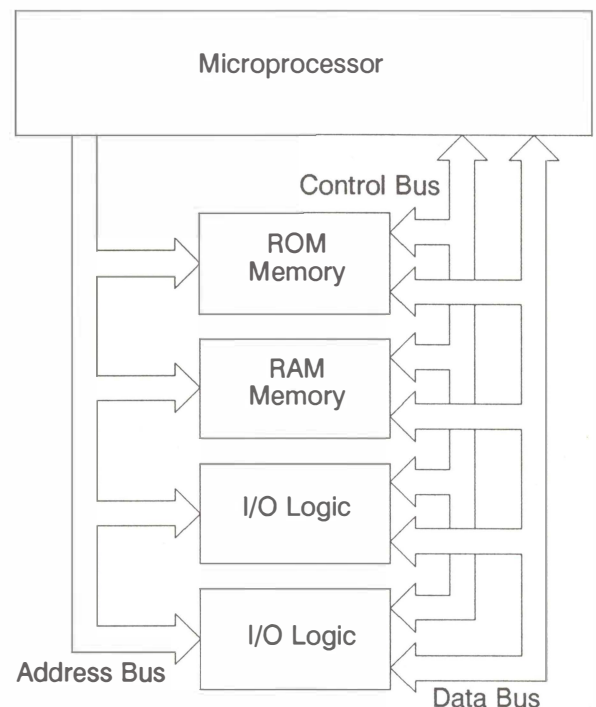 Microprocessor
Control Bus
ROM
Memory
RAM
Memory
I/O Logic
I/O Logic
Address Bus
Data Bus